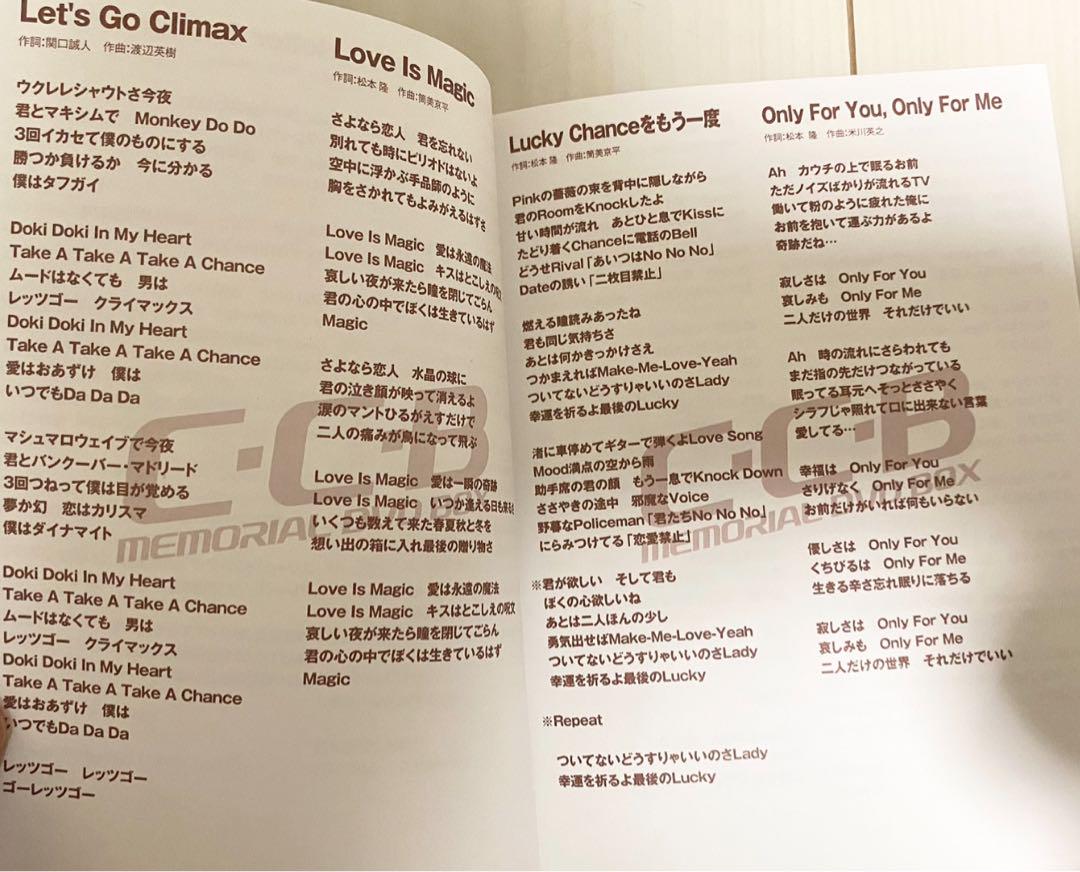 Let's Go Climax
作詞:関口誠人 作曲:渡辺英樹
ウクレレシャウトさ今夜
君とマキシムで Monkey Do Do
3回イカセて僕のものにする
勝つか負けるか 今に分かる
僕はタフガイ
Doki Doki In My Heart
Take A Take A Take A Chance
ムードはなくても 男は
レッツゴー クライマックス
Doki Doki In My Heart
Take A Take A Take A Chance
愛はおあずけ 僕は
いつでもDa Da Da
マシュマロウェイブで今夜
君とバンクーバー・マドリード
3回つねって僕は目が覚める
夢か幻 恋はカリスマ
僕はダイナマイト
Doki Doki In My Heart
Take A Take A Take A Chance
ムードはなくても 男は
レッツゴー クライマックス
Doki Doki In My Heart
Take A Take A Take A Chance
愛はおあずけ 僕は
いつでもDa Da Da
レッツゴー レッツゴー
ゴーレッツゴー
Love Is Magic
作詞:松本 隆 作曲:筒美京平
さよなら恋人 君を忘れない
別れても時にピリオドはないよ
空中に浮かぶ手品師のように
胸をさかれてもよみがえるはずさ
Love Is Magic 愛は永遠の魔法
Love Is Magic キスはとこしえの呪文
哀しい夜が来たら瞳を閉じてごらん
君の心の中でぼくは生きているはず
Magic
さよなら恋人 水晶の球に
君の泣き顔が映って消えるよ
涙のマントひるがえすだけで
二人の痛みが鳥になって飛ぶ
Love Is Magic 愛は一瞬の奇跡
Love Is Magic いつか逢える日も来る
いくつも数えて来た春夏秋と冬を
想い出の箱に入れ最後の贈り物さ
Love Is Magic 愛は永遠の魔法
Love Is Magic キスはとこしえの呪文
哀しい夜が来たら瞳を閉じてごらん
君の心の中でぼくは生きているはず
Magic
C-C-B
MEMORIAL DVD BOX
Lucky Chanceをもう一度
作詞:松本 隆 作曲:筒美京平
Pinkの薔薇の束を背中に隠しながら
君のRoomをKnockしたよ
甘い時間が流れ あとひと息でKissに
たどり着くChanceに電話のBell
どうせRival「あいつはNo No No」
Dateの誘い「二枚目禁止」
燃える瞳読みあったね
君も同じ気持ちさ
あとは何かきっかけさえ
つかまえればMake-Me-Love-Yeah
ついてないどうすりゃいいのさLady
幸運を祈るよ最後のLucky
渚に車停めてギターで弾くよLove Song
Mood満点の空から雨
助手席の君の顔 もう一息でKnock Down
ささやきの途中 邪魔なVoice
野暮なPoliceman「君たちNo No No」
にらみつけてる「恋愛禁止」
※君が欲しい そして君も
ぼくの心欲しいね
あとは二人ほんの少し
勇気出せばMake-Me-Love-Yeah
ついてないどうすりゃいいのさLady
幸運を祈るよ最後のLucky
※Repeat
ついてないどうすりゃいいのさLady
幸運を祈るよ最後のLucky
Only For You, Only For Me
作詞:松本 隆 作曲:米川英之
Ah カウチの上で眠るお前
ただノイズばかりが流れるTV
働いて粉のように疲れた俺に
お前を抱いて運ぶ力があるよ
奇跡だね…
寂しさは Only For You
哀しみも Only For Me
二人だけの世界 それだけでいい
Ah 時の流れにさらわれても
まだ指の先だけつながっている
眠ってる耳元へそっとささやく
シラフじゃ照れて口に出来ない言葉
愛してる…
幸福は Only For You
さりげなく Only For Me
お前だけがいれば何もいらない
優しさは Only For You
くちびるは Only For Me
生きる辛さ忘れ眠りに落ちる
寂しさは Only For You
哀しみも Only For Me
二人だけの世界 それだけでいい
C-C-B
MEMORIAL DVD BOX